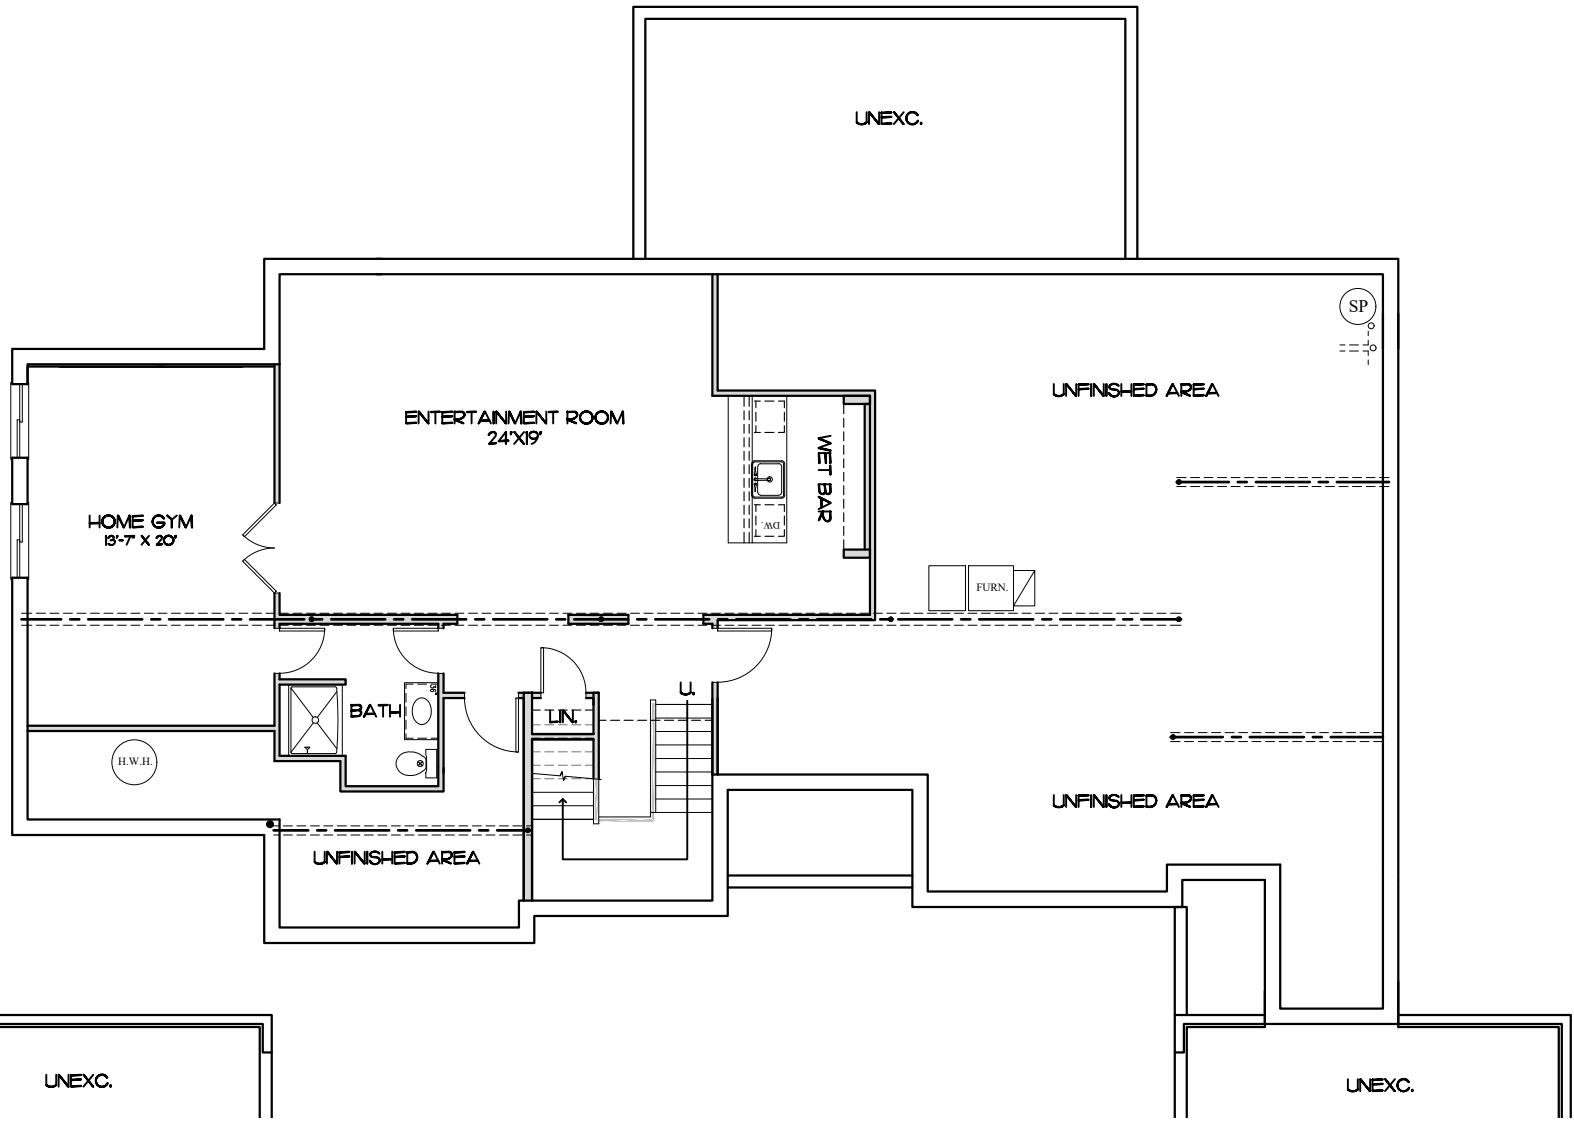 UNEXC.
SP
UNFINISHED AREA
ENTERTAINMENT ROOM
24'X19'
WET BAR
DW.
HOME GYM
13'-7" X 20'
FURN.
36"
U.
BATH
LIN.
H.W.H.
UNFINISHED AREA
UNFINISHED AREA
UNEXC.
UNEXC.